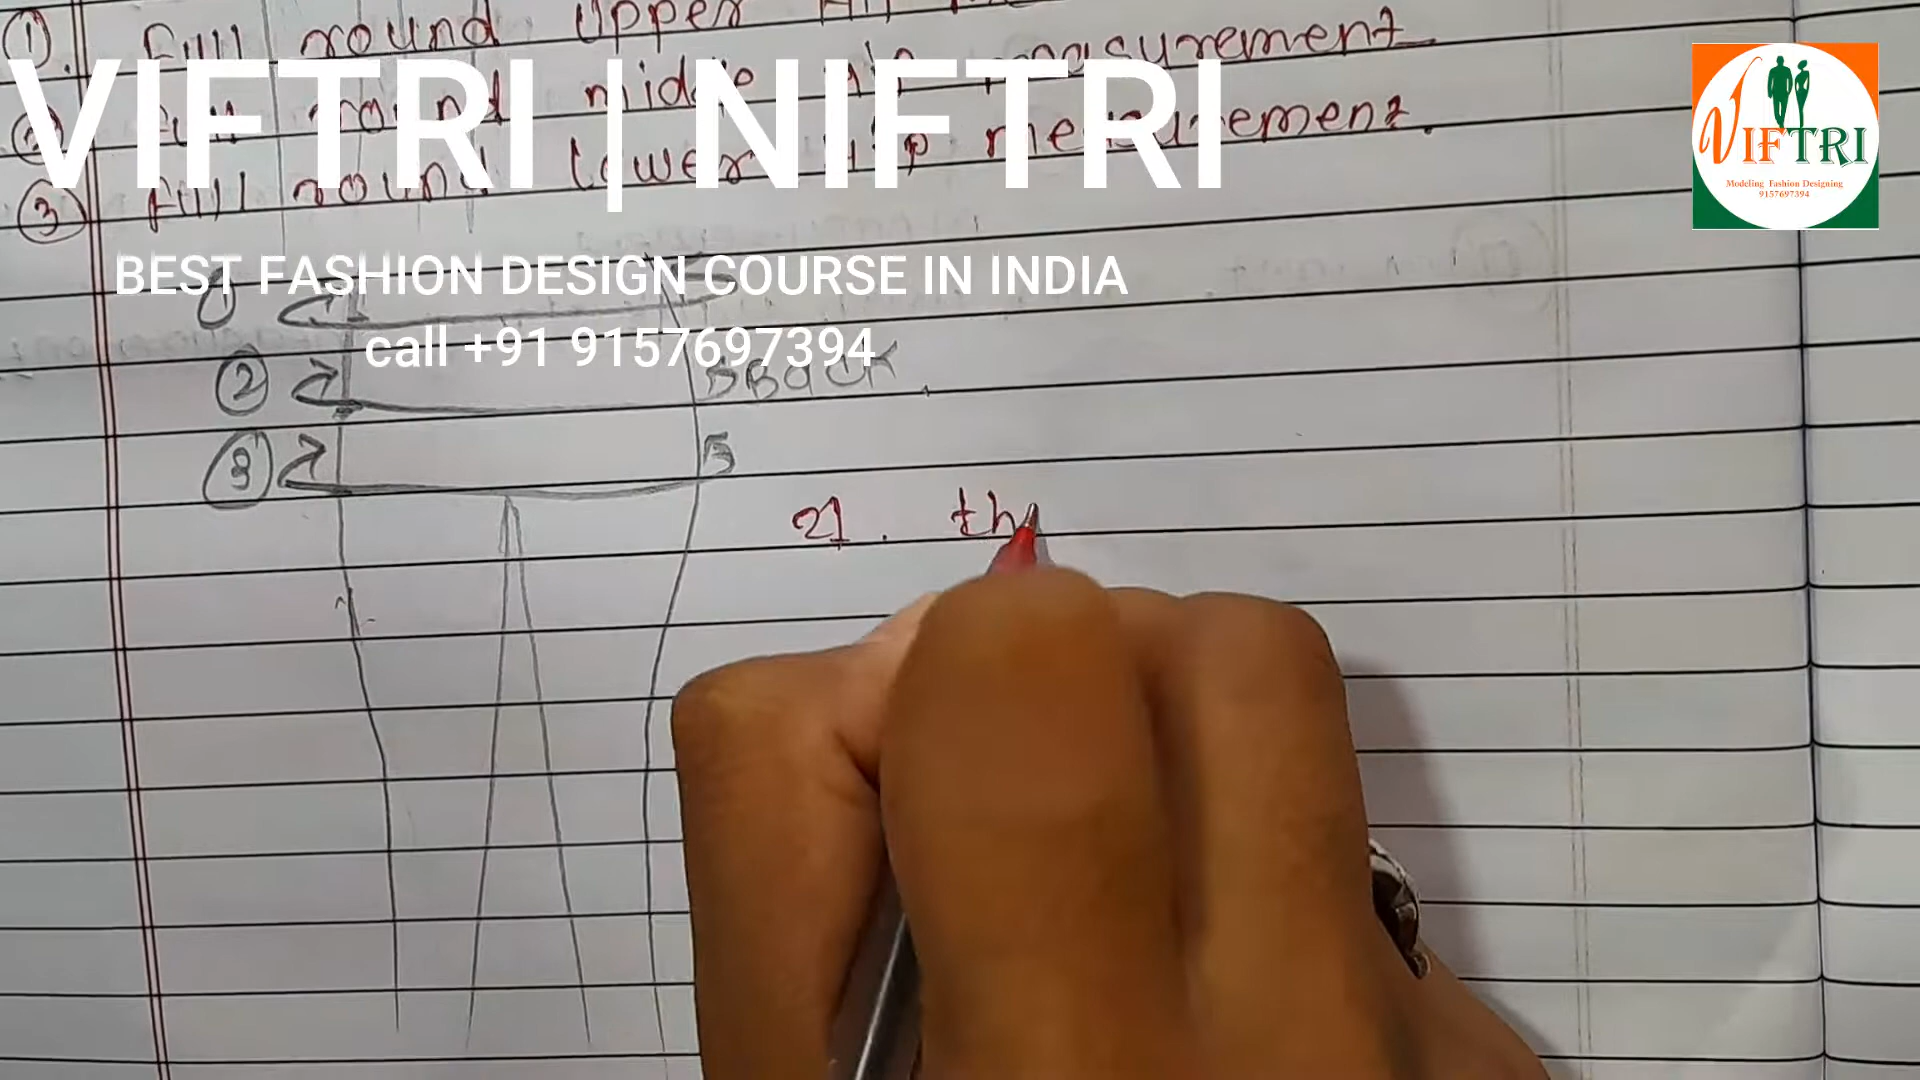 ① full round Upper
VIFTRI | NIFTRI
② full round middle hip measurement
③ full round lower Hip measurement.
VIFTRI
Modeling Fashion Designing
9157697394
BEST FASHION DESIGN COURSE IN INDIA
①
call +91 9157697394
② BACK
③
21. th